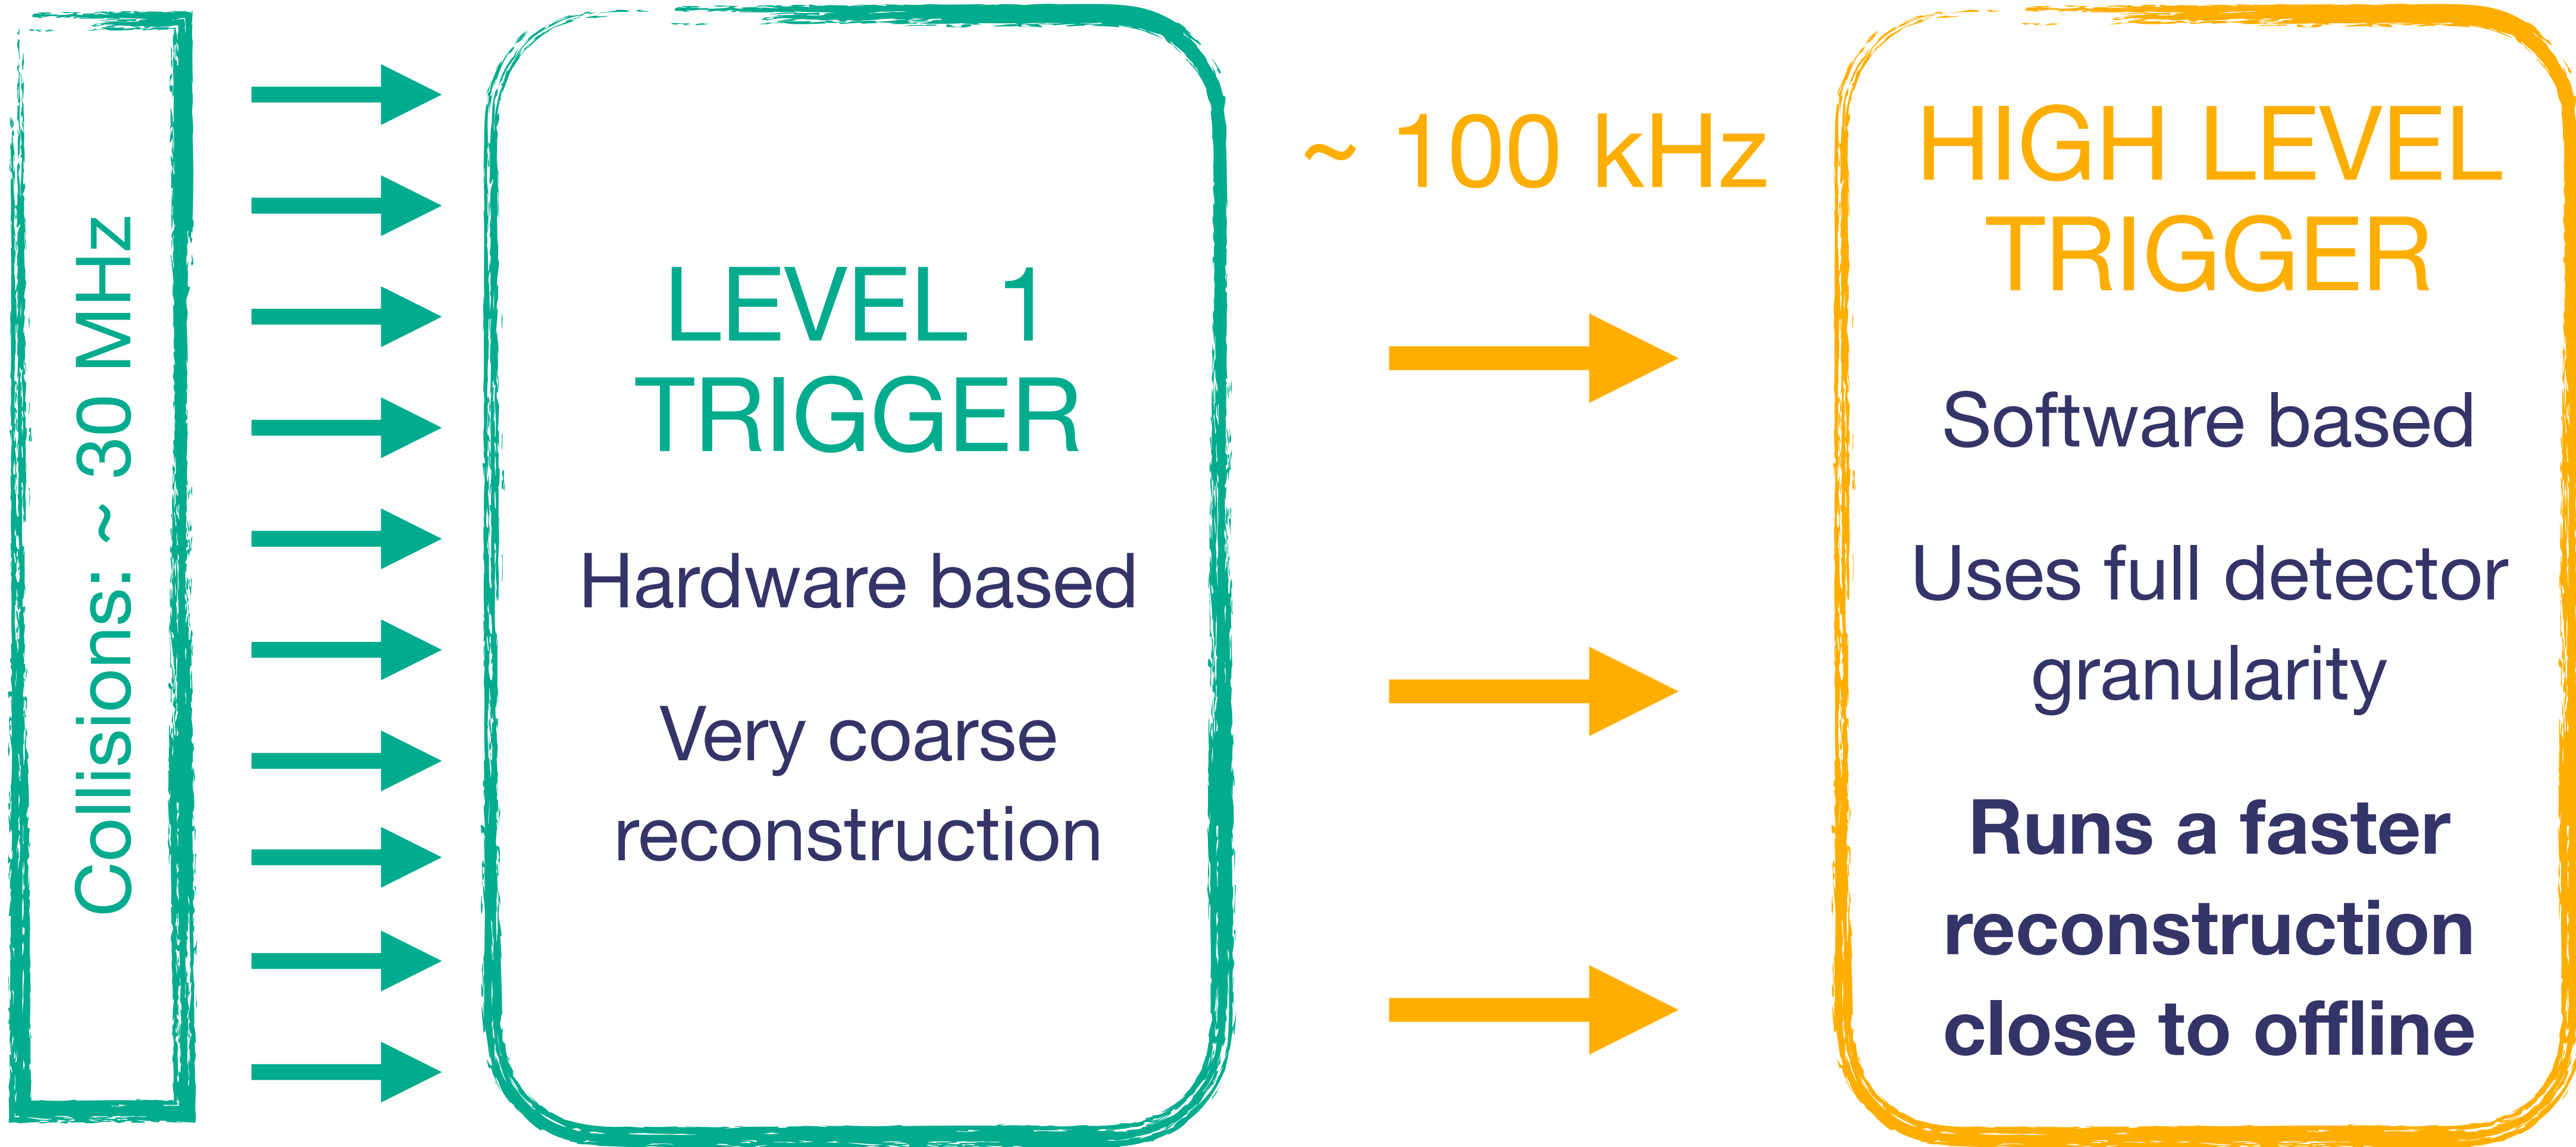 Collisions: ~ 30 MHz
LEVEL 1
TRIGGER
Hardware based
Very coarse
reconstruction
~ 100 kHz
HIGH LEVEL
TRIGGER
Software based
Uses full detector
granularity
Runs a faster
reconstruction
close to offline